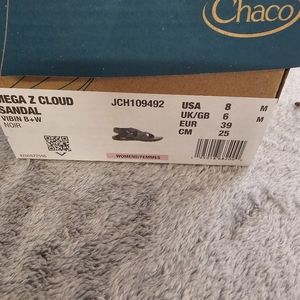 Chaco
MEGA Z CLOUD
SANDAL
VIBIN B+W
NOIR
JCH109492
USA 8 M
UK/GB 6 M
EUR 39
CM 25
WOMENS/FEMMES